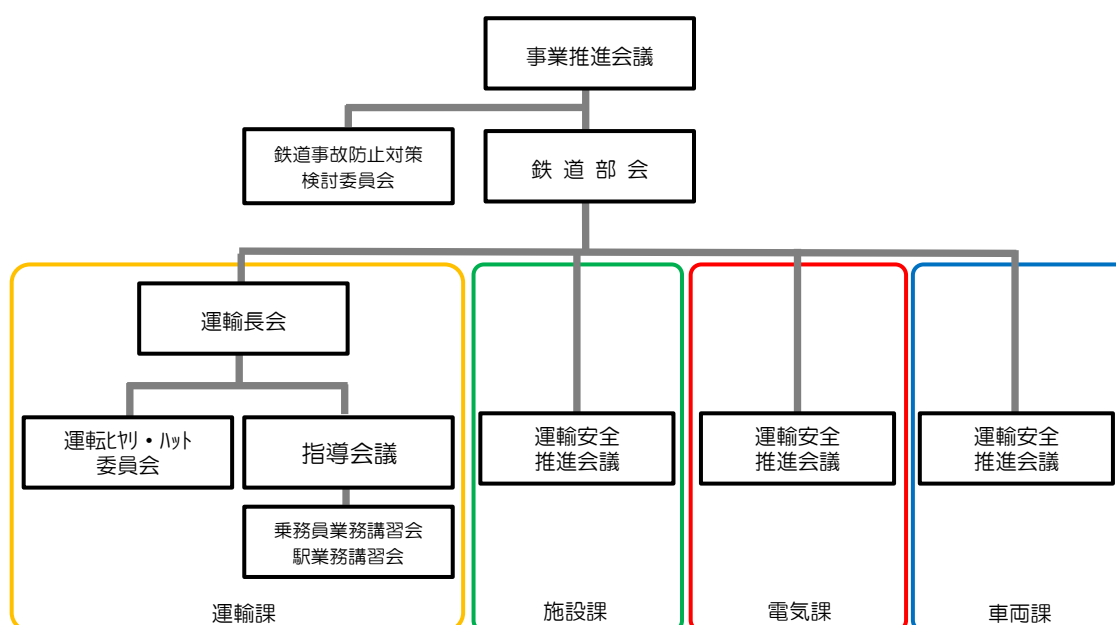 事業推進会議
鉄道事故防止対策
検討委員会
鉄 道 部 会
運輸長会
運転ﾋﾔﾘ・ﾊｯﾄ
委員会
指導会議
乗務員業務講習会
駅業務講習会
運輸安全
推進会議
運輸安全
推進会議
運輸安全
推進会議
運輸課
施設課
電気課
車両課